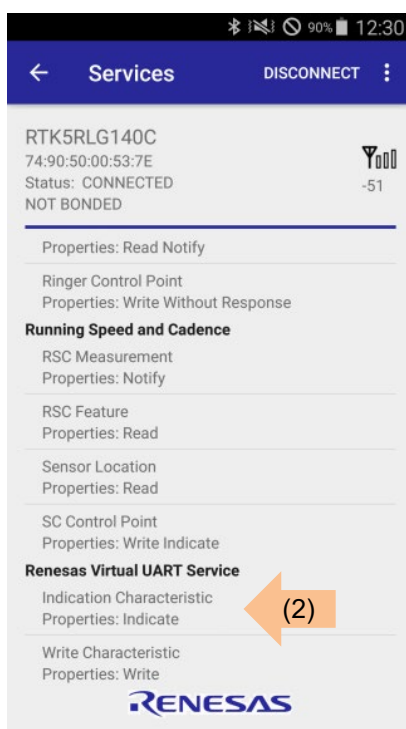 90% 12:30
Services DISCONNECT
RTK5RLG140C
74:90:50:00:53:7E
Status: CONNECTED
-51
NOT BONDED
Properties: Read Notify
Ringer Control Point
Properties: Write Without Response
Running Speed and Cadence
RSC Measurement
Properties: Notify
RSC Feature
Properties: Read
Sensor Location
Properties: Read
SC Control Point
Properties: Write Indicate
Renesas Virtual UART Service
Indication Characteristic
(2)
Properties: Indicate
Write Characteristic
Properties: Write
RENESAS